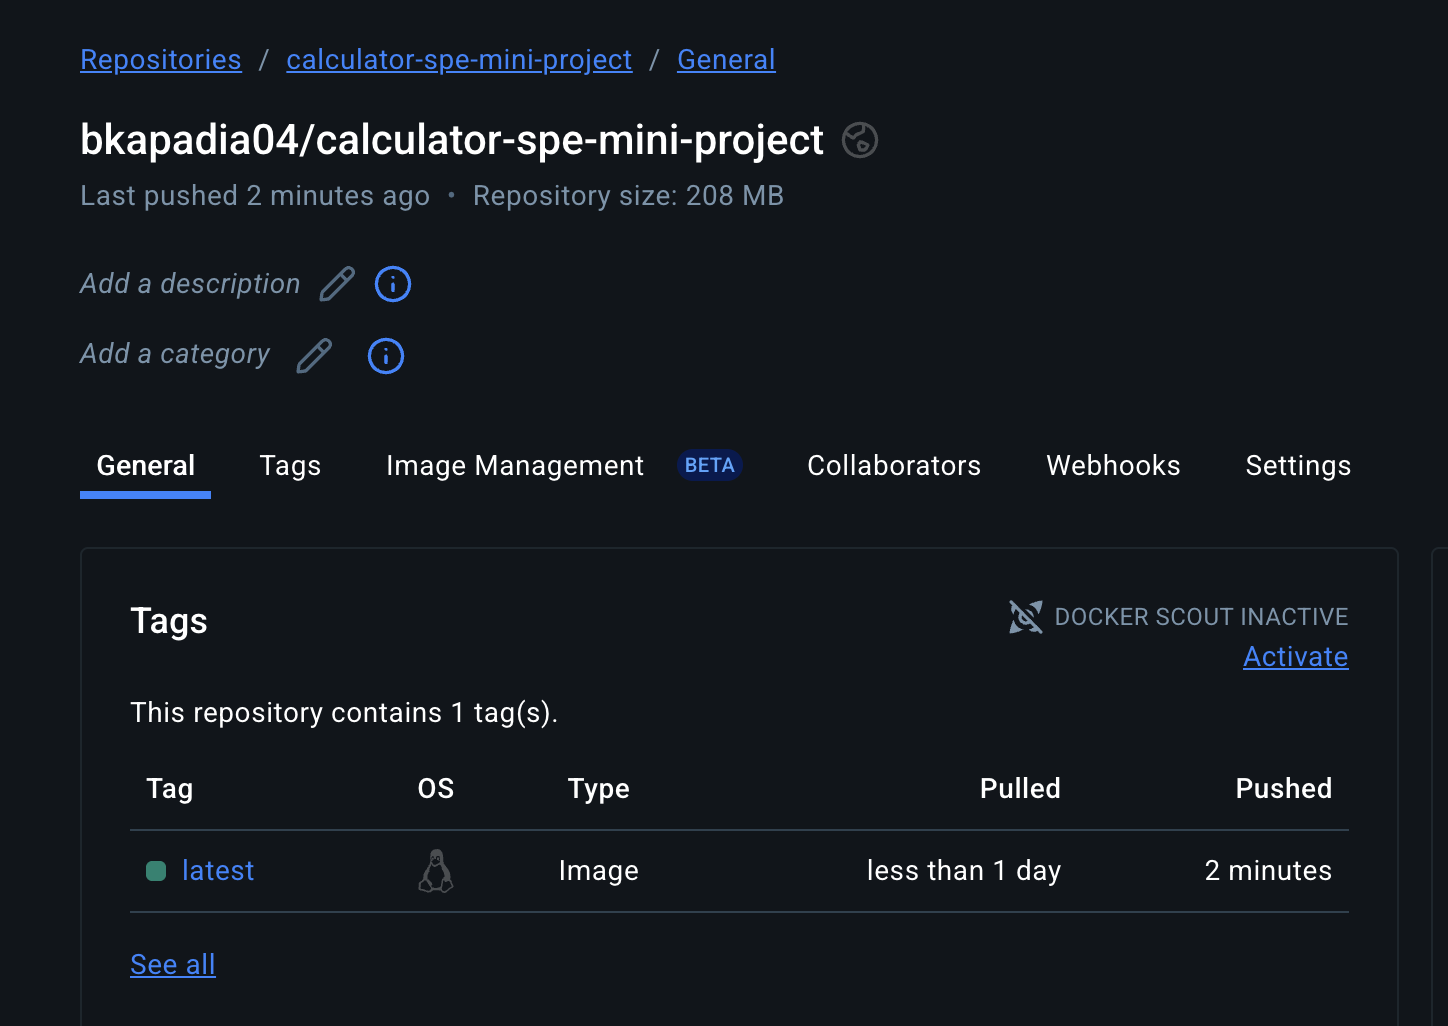 Repositories / calculator-spe-mini-project / General
bkapadia04/calculator-spe-mini-project
Last pushed 2 minutes ago • Repository size: 208 MB
Add a description
Add a category
General Tags Image Management BETA Collaborators Webhooks Settings
Tags
DOCKER SCOUT INACTIVE
Activate
This repository contains 1 tag(s).
Tag OS Type Pulled Pushed
latest Image less than 1 day 2 minutes
See all